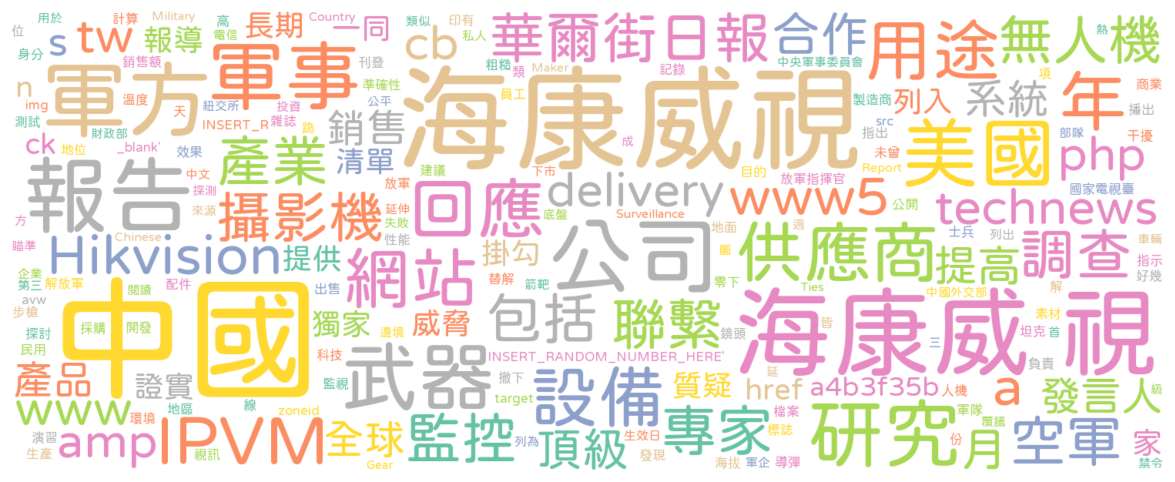 位 用於 計算 Military 高 Country 一同 類似 印有 cb 華爾街日報 合作 用途 無人機 熱
身分 s tw 報導 電信 長期 私人 中央軍事委員會 項
n 軍方 銷售額 軍事 刊登 粗糙 類 Maker 記錄 製造商 列入 系統 年 商業
img 溫度 天 紐交所 投資 準確性 員工 海康威視 src 播出
測試 財政部 INSERT_R 雜誌 公平 銷售 指出 美國 部隊 干擾
ck 地位 _blank' 效果 跪 成 未曾 php
報告 產業 清單 建議 下市 目的 放軍指揮官 Report 國家電視臺
中文 探測 攝影機 放軍 延伸 回應 delivery www5 公開 technews
方 來源 失敗 底盤 Surveillance 地面 週 士兵 列出 車輛
瞄準 Chinese 性能 掛勾 公司 圍 供應商 提高 調查 指示
Hikvision 提供 網站 替解 箭靶 零下 解 好幾
企業 第三 解放軍 配件 出售 Ties 中國外交部
avw 中國 閱讀 包括 聯繫 海康威視 素材
步槍 獨家 威脅 鏡頭 皆 坦克 首
探討 採購 開發 邊境 三
民用 科技 武器 INSERT_RANDOM_NUMBER_HERE' 負責
產品 證實 監視 撤下 設備 質疑 href a4b3f35b 延 人機 a 發言人 級
www 環境 地區 線 zoneid target 檔案 軍隊
演習 amp IPVM 全球 監控 列為 頂級 生效日 專家 標誌 研究 月 份 覆議 空軍 家
生產 視訊 Gear 發現 海拔 軍企 導彈 禁令